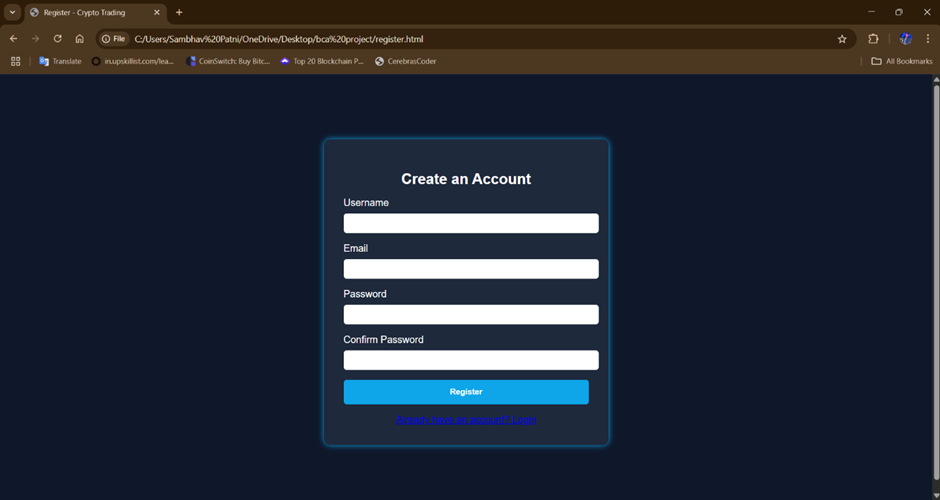 Register - Crypto Trading
File C:/Users/Sambhav%20Patni/OneDrive/Desktop/bca%20project/register.html
Translate in.upskillist.com/lea... CoinSwitch: Buy Bitc... Top 20 Blockchain P... CerebrasCoder All Bookmarks
Create an Account
Username
Email
Password
Confirm Password
Register
Already have an account? Login